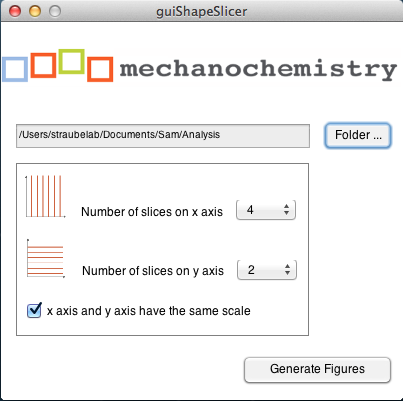 guiShapeSlicer
mechanochemistry
/Users/straubelab/Documents/Sam/Analysis
Folder ...
Number of slices on x axis
4
Number of slices on y axis
2
x axis and y axis have the same scale
Generate Figures